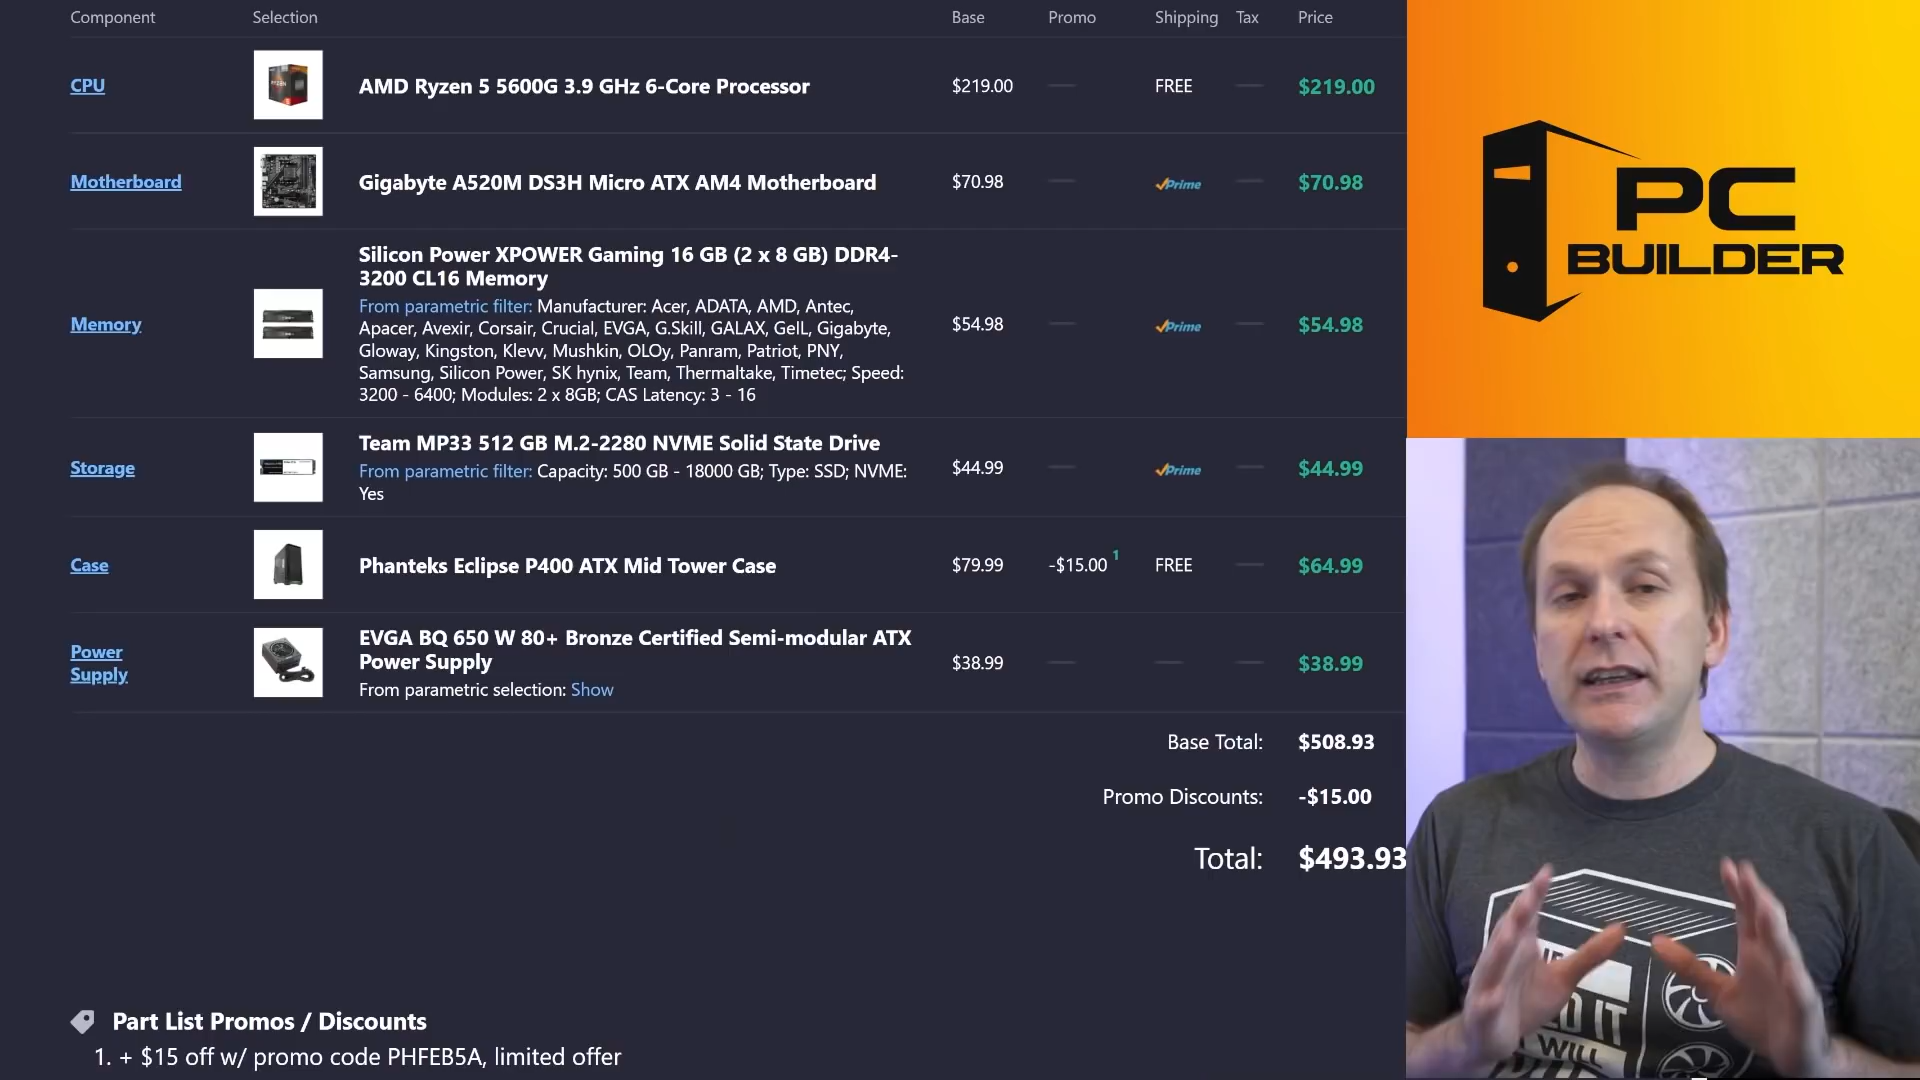 Component Selection Base Promo Shipping Tax Price
CPU AMD Ryzen 5 5600G 3.9 GHz 6-Core Processor $219.00 — FREE — $219.00
Motherboard Gigabyte A520M DS3H Micro ATX AM4 Motherboard $70.98 — Prime — $70.98
Silicon Power XPOWER Gaming 16 GB (2 x 8 GB) DDR4-
3200 CL16 Memory
From parametric filter: Manufacturer: Acer, ADATA, AMD, Antec,
Memory Apacer, Avexir, Corsair, Crucial, EVGA, G.Skill, GALAX, GeIL, Gigabyte, $54.98 — Prime — $54.98
Gloway, Kingston, Klevv, Mushkin, OLOy, Panram, Patriot, PNY,
Samsung, Silicon Power, SK hynix, Team, Thermaltake, Timetec; Speed:
3200 - 6400; Modules: 2 x 8GB; CAS Latency: 3 - 16
Team MP33 512 GB M.2-2280 NVME Solid State Drive
Storage From parametric filter: Capacity: 500 GB - 18000 GB; Type: SSD; NVME: $44.99 — Prime — $44.99
Yes
Case Phanteks Eclipse P400 ATX Mid Tower Case $79.99 -$15.00 1 FREE — $64.99
EVGA BQ 650 W 80+ Bronze Certified Semi-modular ATX
Power Supply Power Supply $38.99 — — — $38.99
From parametric selection: Show
Base Total: $508.93
Promo Discounts: -$15.00
Total: $493.93
Part List Promos / Discounts
1. + $15 off w/ promo code PHFEB5A, limited offer
PC
BUILDER
IT
WILL